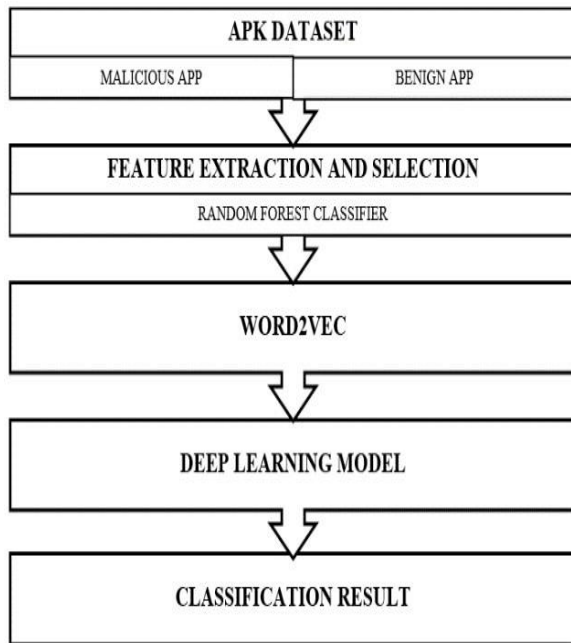 APK DATASET
MALICIOUS APP
BENIGN APP
FEATURE EXTRACTION AND SELECTION
RANDOM FOREST CLASSIFIER
WORD2VEC
DEEP LEARNING MODEL
CLASSIFICATION RESULT